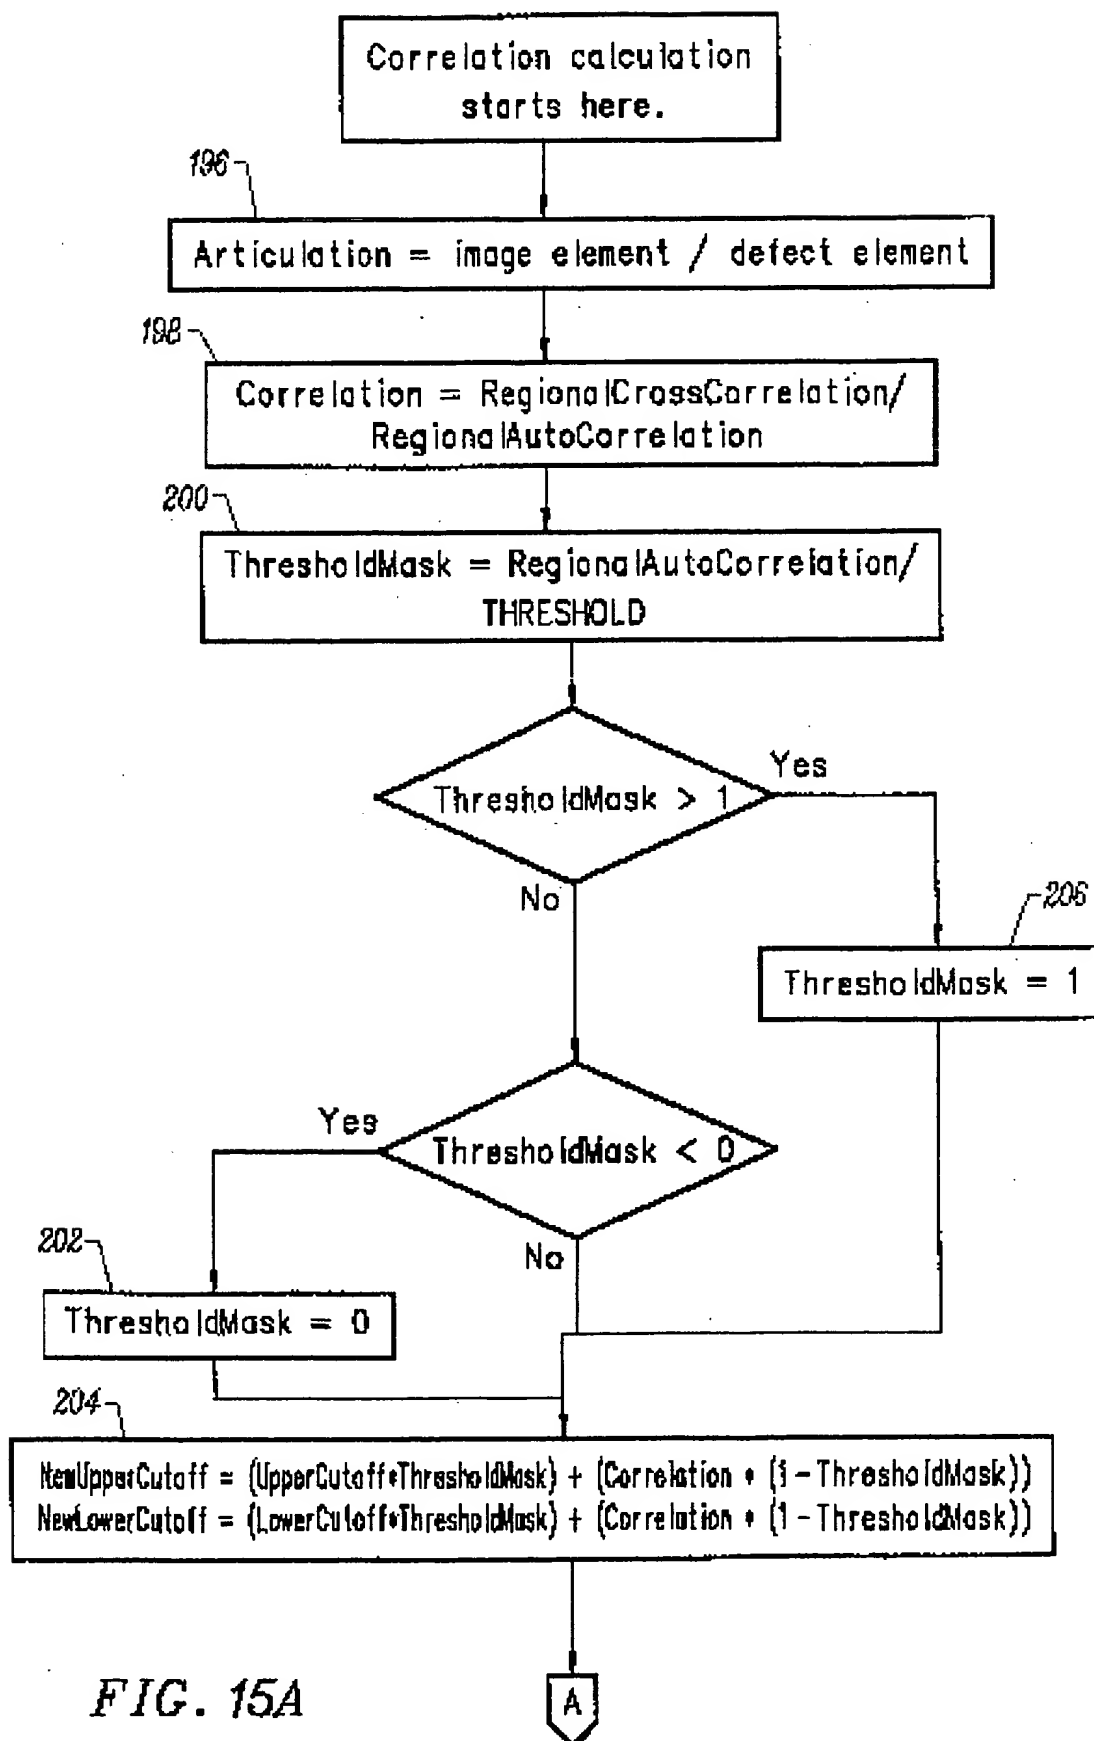 Correlation calculation
starts here.
196
Articulation = image element / defect element
198
Correlation = RegionalCrossCorrelation/
RegionalAutoCorrelation
200
ThresholdMask = RegionalAutoCorrelation/
THRESHOLD
ThresholdMask > 1
Yes
No
206
ThresholdMask = 1
Yes
ThresholdMask < 0
No
202
ThresholdMask = 0
204
NewUpperCutoff = (UpperCutoff*ThresholdMask) + (Correlation * (1 - ThresholdMask))
NewLowerCutoff = (LowerCutoff*ThresholdMask) + (Correlation * (1 - ThresholdMask))
A
FIG. 15A